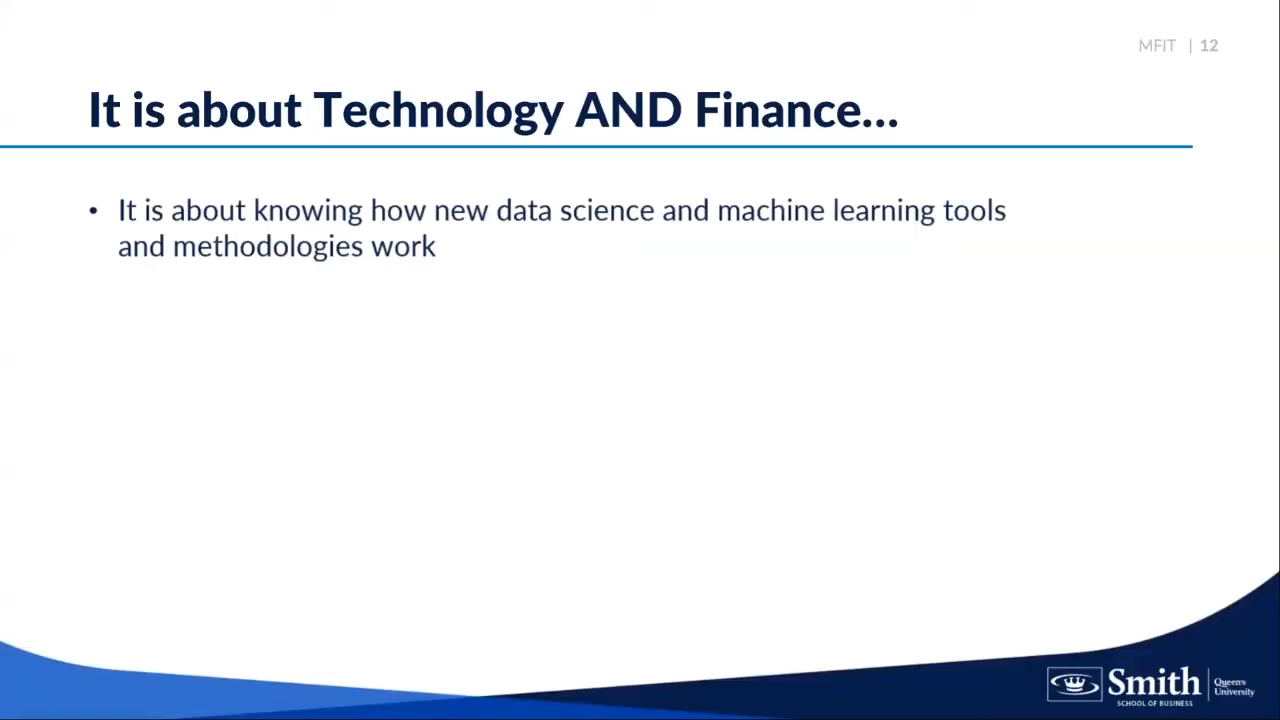 MFIT | 12
It is about Technology AND Finance...
• It is about knowing how new data science and machine learning tools
and methodologies work
Smith
SCHOOL OF BUSINESS
Queen's
University